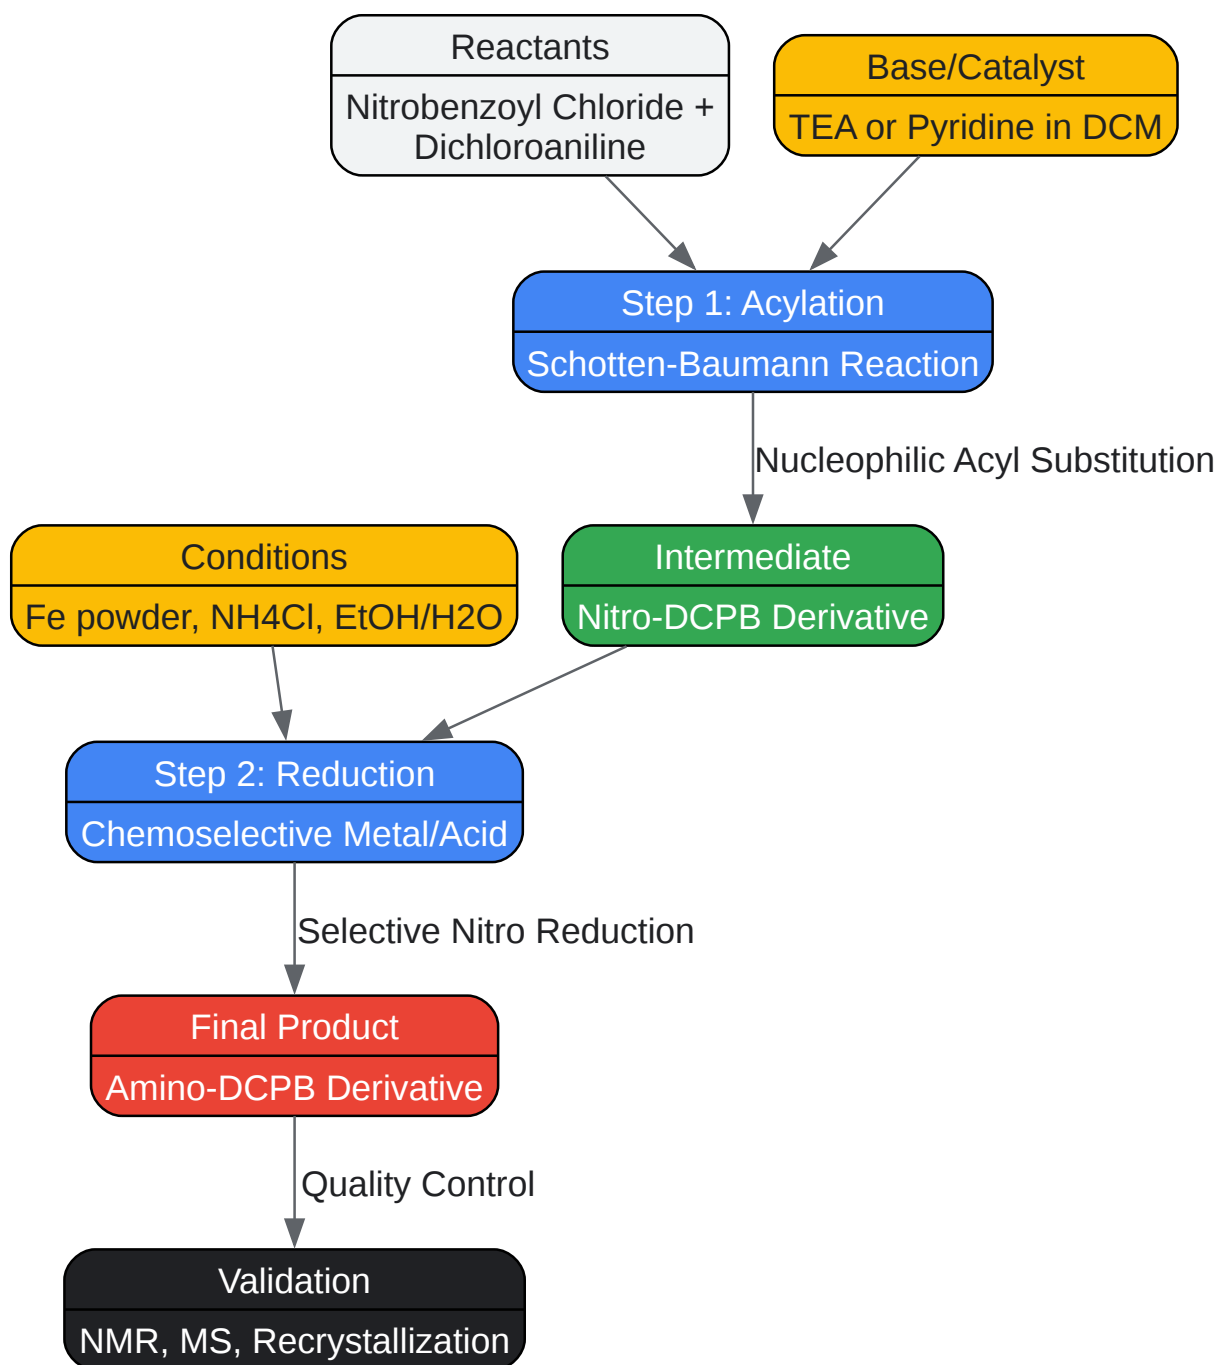 Reactants
Nitrobenzoyl Chloride +
Dichloroaniline
Base/Catalyst
TEA or Pyridine in DCM
Step 1: Acylation
Schotten-Baumann Reaction
Nucleophilic Acyl Substitution
Conditions
Fe powder, NH4Cl, EtOH/H2O
Intermediate
Nitro-DCPB Derivative
Step 2: Reduction
Chemoselective Metal/Acid
Selective Nitro Reduction
Final Product
Amino-DCPB Derivative
Quality Control
Validation
NMR, MS, Recrystallization